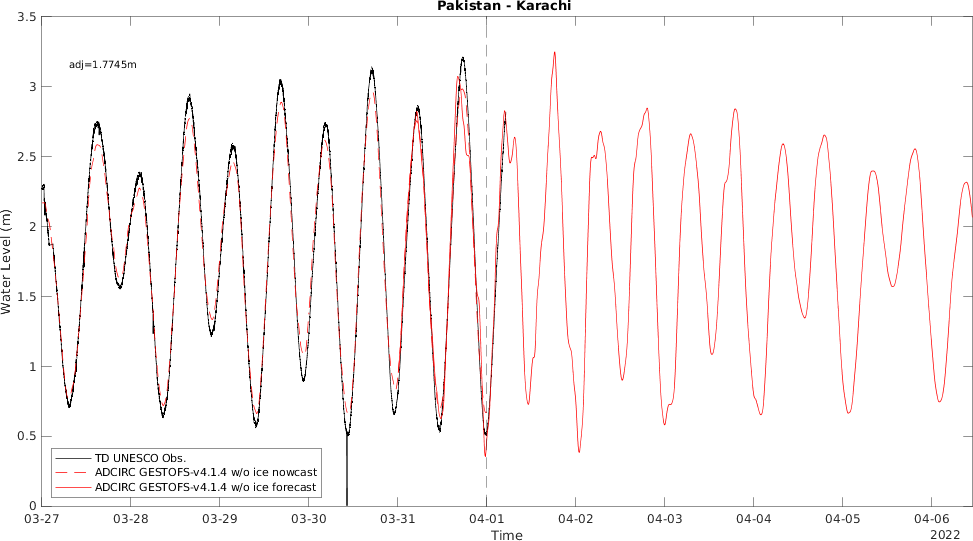 Pakistan - Karachi
3.5
adj=1.7745m
3
2.5
2
Water Level (m)
1.5
1
0.5
0
TD UNESCO Obs.
ADCIRC GESTOFS-v4.1.4 w/o ice nowcast
ADCIRC GESTOFS-v4.1.4 w/o ice forecast
03-27 03-28 03-29 03-30 03-31 04-01 04-02 04-03 04-04 04-05 04-06
Time
2022